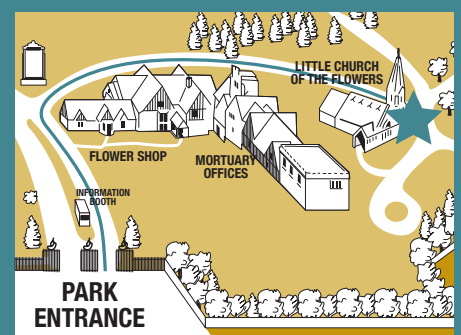 LITTLE CHURCH
OF THE FLOWERS
FLOWER SHOP
MORTUARY
OFFICES
INFORMATION
BOOTH
PARK
ENTRANCE